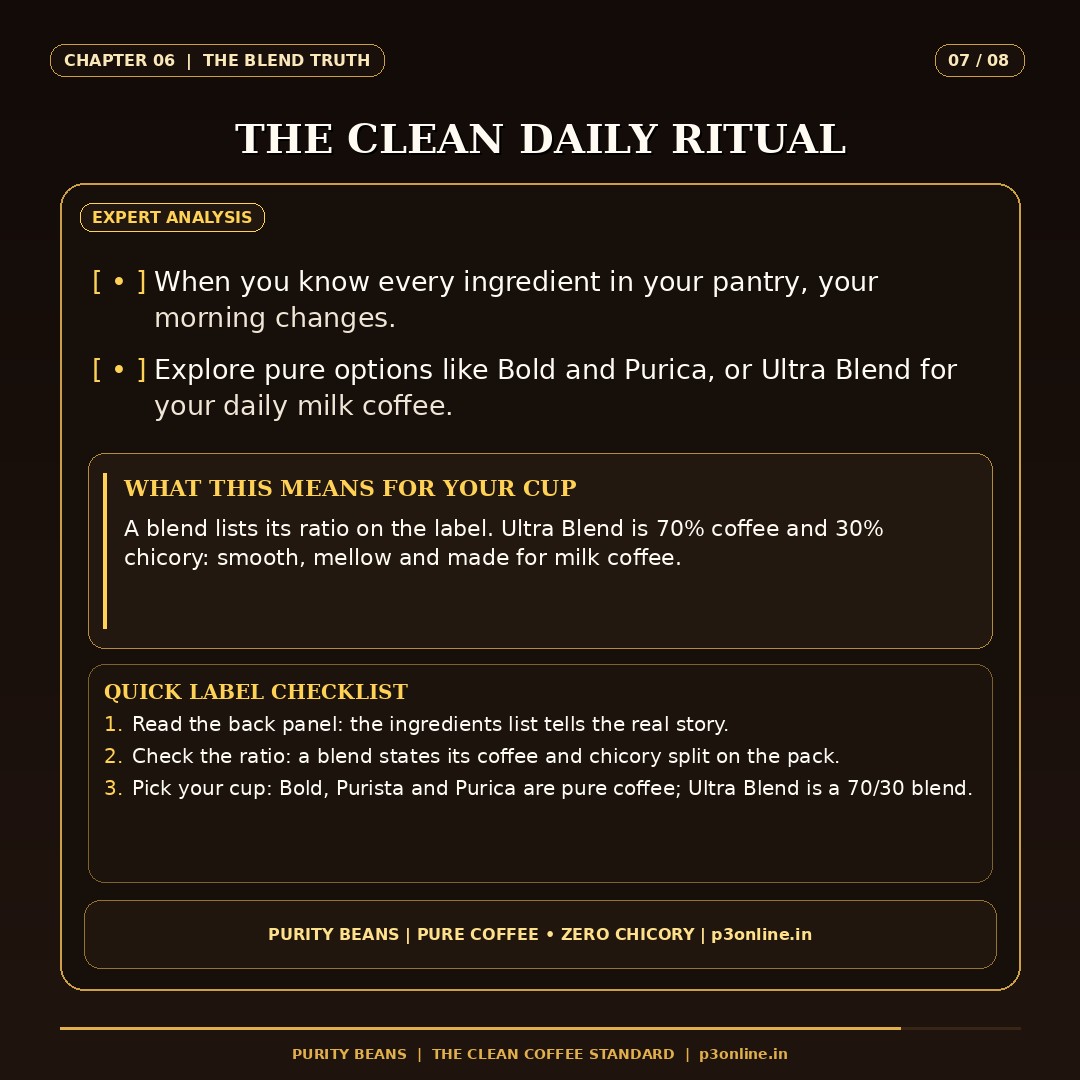 CHAPTER 06 | THE BLEND TRUTH
07 / 08
THE CLEAN DAILY RITUAL
EXPERT ANALYSIS
[ • ] When you know every ingredient in your pantry, your
morning changes.
[ • ] Explore pure options like Bold and Purica, or Ultra Blend for
your daily milk coffee.
WHAT THIS MEANS FOR YOUR CUP
A blend lists its ratio on the label. Ultra Blend is 70% coffee and 30%
chicory: smooth, mellow and made for milk coffee.
QUICK LABEL CHECKLIST
1. Read the back panel: the ingredients list tells the real story.
2. Check the ratio: a blend states its coffee and chicory split on the pack.
3. Pick your cup: Bold, Purista and Purica are pure coffee; Ultra Blend is a 70/30 blend.
PURITY BEANS | PURE COFFEE • ZERO CHICORY | p3online.in
PURITY BEANS | THE CLEAN COFFEE STANDARD | p3online.in